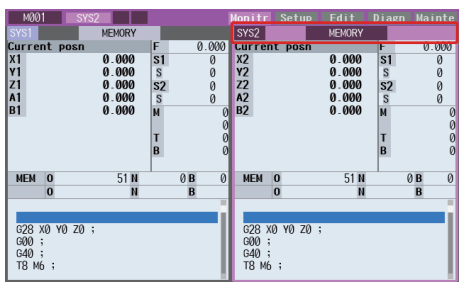 M001 SYS2 Monitr Setup Edit Diagn Mainte
SYS1 MEMORY
Current posn F 0.000
X1 0.000 S1 0
Y1 0.000 S 0
Z1 0.000 S2 0
A1 0.000 S 0
B1 0.000 M 0
0
T 0
B 0
MEM O 51 N 0 B 0
O N B
G28 X0 Y0 Z0 ;
G00 ;
G40 ;
T8 M6 ;
SYS2 MEMORY
Current posn F 0.000
X2 0.000 S1 0
Y2 0.000 S 0
Z2 0.000 S2 0
A2 0.000 S 0
B2 0.000 M 0
0
T 0
B 0
MEM O 51 N 0 B 0
O N B
G28 X0 Y0 Z0 ;
G00 ;
G40 ;
T8 M6 ;